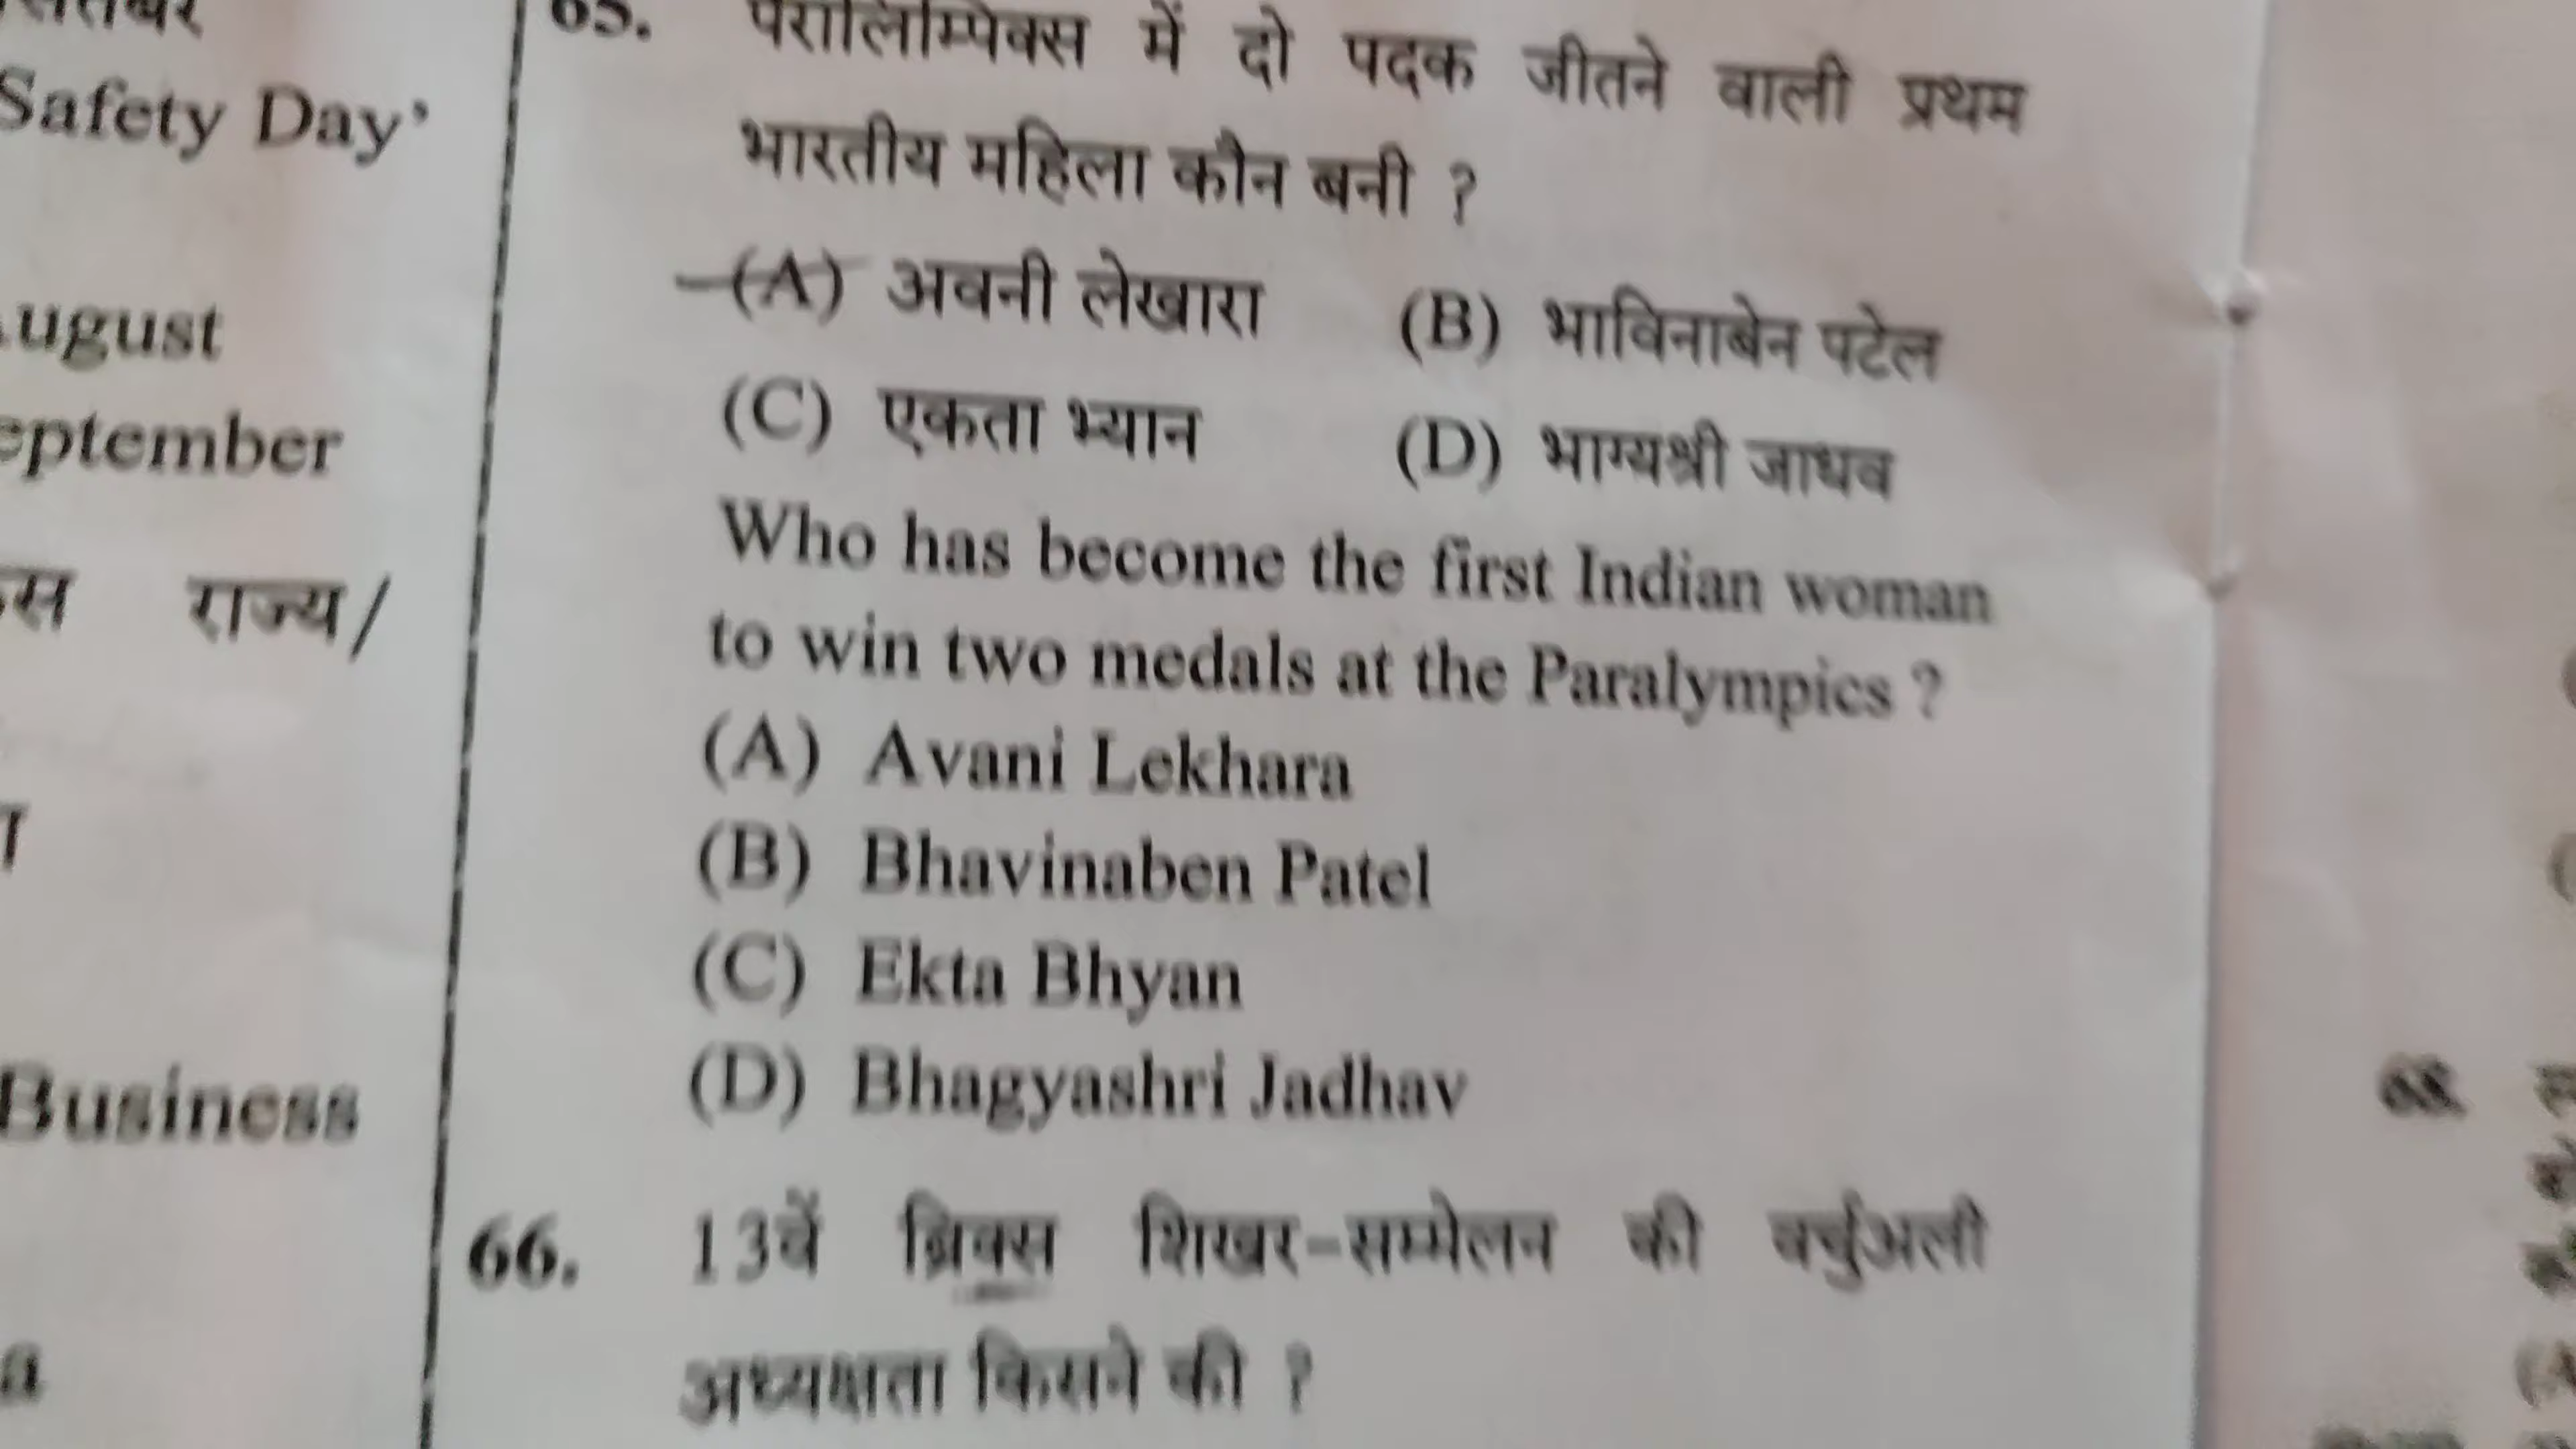 Safety Day'
ugust
eptember
राज्य/
Business
a
65. पैरालिम्पिक्स में दो पदक जीतने वाली प्रथम
भारतीय महिला कौन बनी ?
(A) अवनी लेखारा (B) भाविनाबेन पटेल
(C) एकता भ्यान (D) भाग्यश्री जाधव
Who has become the first Indian woman
to win two medals at the Paralympics ?
(A) Avani Lekhara
(B) Bhavinaben Patel
(C) Ekta Bhyan
(D) Bhagyashri Jadhav
66. 13वें ब्रिक्स शिखर-सम्मेलन की वर्चुअली
अध्यक्षता किसने की ?
68.